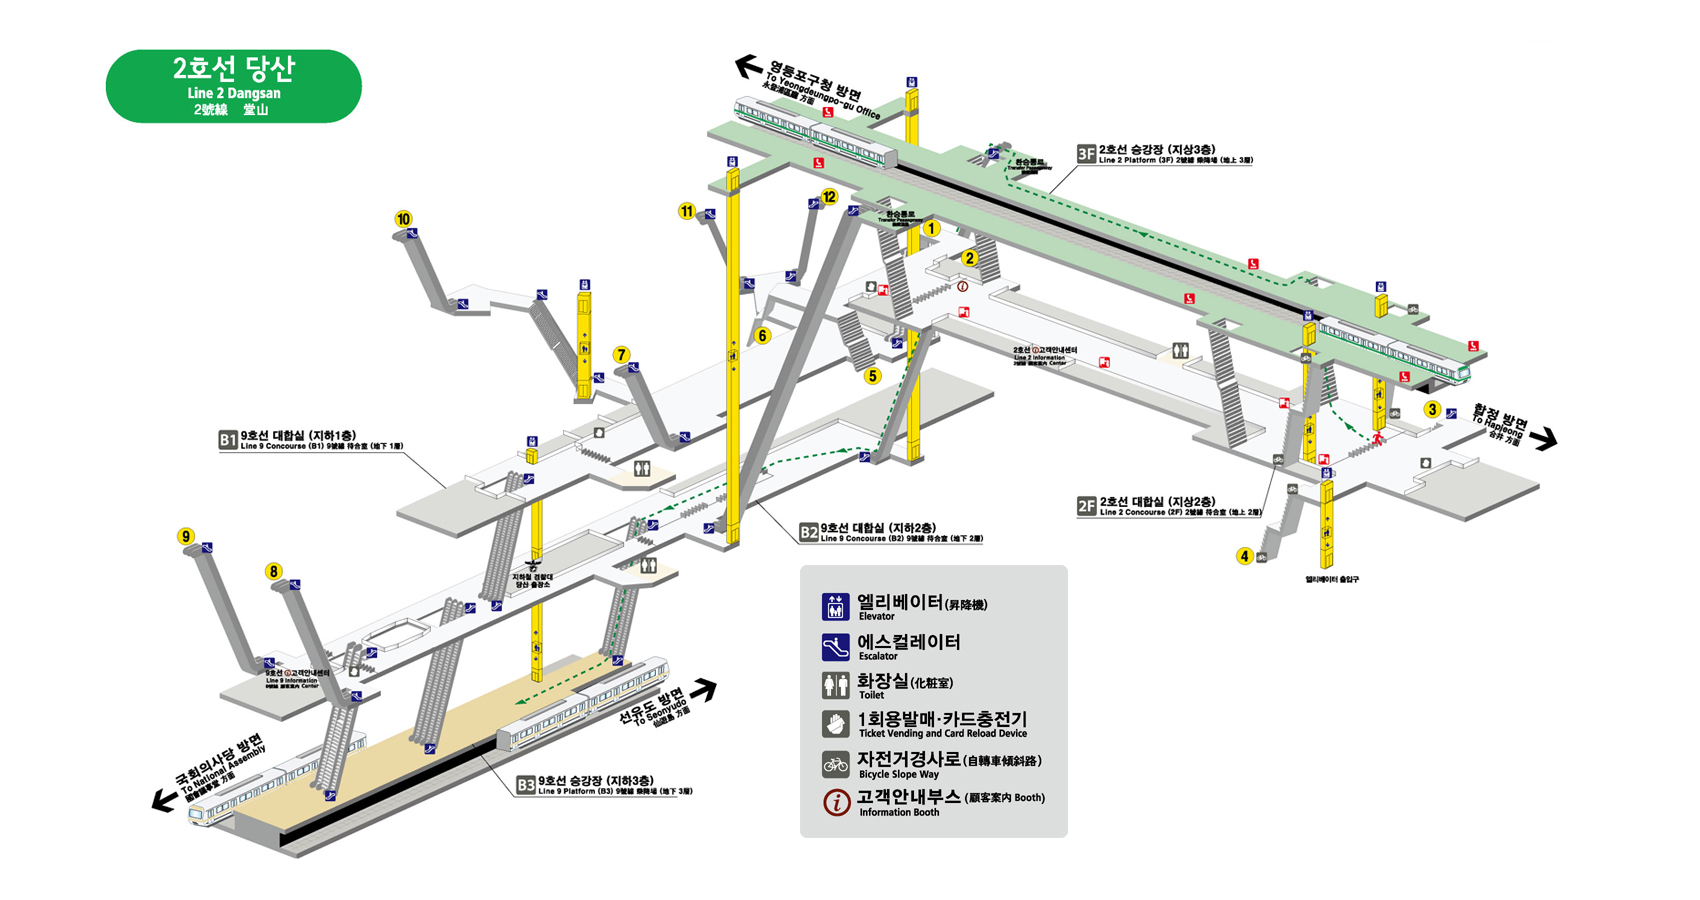 2호선 당산
Line 2 Dangsan
2號線 堂山
영등포구청 방면
To Yeongdeungpo-gu Office
永登浦區廳 方面
3F 2호선 승강장 (지상3층)
Line 2 Platform (3F) 2號線 乘降場 (地上 3層)
환승통로
Transfer Passageway
환승통로
Transfer Passageway
10
11
12
1
2
6
7
5
2호선 고객안내센터
Line 2 Information
2號線 顧客案內 Center
3
합정 방면
To Hapjeong
合井 方面
B1 9호선 대합실 (지하1층)
Line 9 Concourse (B1) 9號線 待合室 (地下 1層)
2F 2호선 대합실 (지상2층)
Line 2 Concourse (2F) 2號線 待合室 (地上 2層)
B2 9호선 대합실 (지하2층)
Line 9 Concourse (B2) 9號線 待合室 (地下 2層)
9
8
4
엘리베이터 출입구
지하철 경찰대
당산 출장소
9호선 고객안내센터
Line 9 Information
9號線 顧客案內 Center
선유도 방면
To Seonyudo
仙遊島 方面
국회의사당 방면
To National Assembly
國會議事堂 方面
B3 9호선 승강장 (지하3층)
Line 9 Platform (B3) 9號線 乘降場 (地下 3層)
엘리베이터(昇降機)
Elevator
에스컬레이터
Escalator
화장실(化粧室)
Toilet
1회용발매·카드충전기
Ticket Vending and Card Reload Device
자전거경사로(自轉車傾斜路)
Bicycle Slope Way
고객안내부스(顧客案內 Booth)
Information Booth